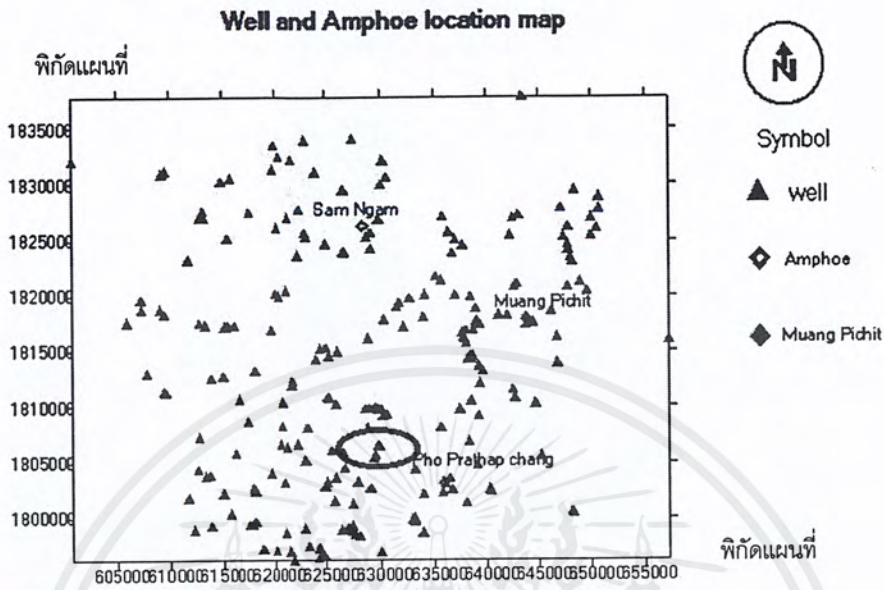 Well and Amphoe location map
พิกัดแผนที่
N
1835000
1830000
1825000
1820000
1815000
1810000
1805000
1800000
Sam Ngam
Muang Pichit
Pho Prathap chang
Symbol
well
Amphoe
Muang Pichit
พิกัดแผนที่
605000 610000 615000 620000 625000 630000 635000 640000 645000 650000 655000